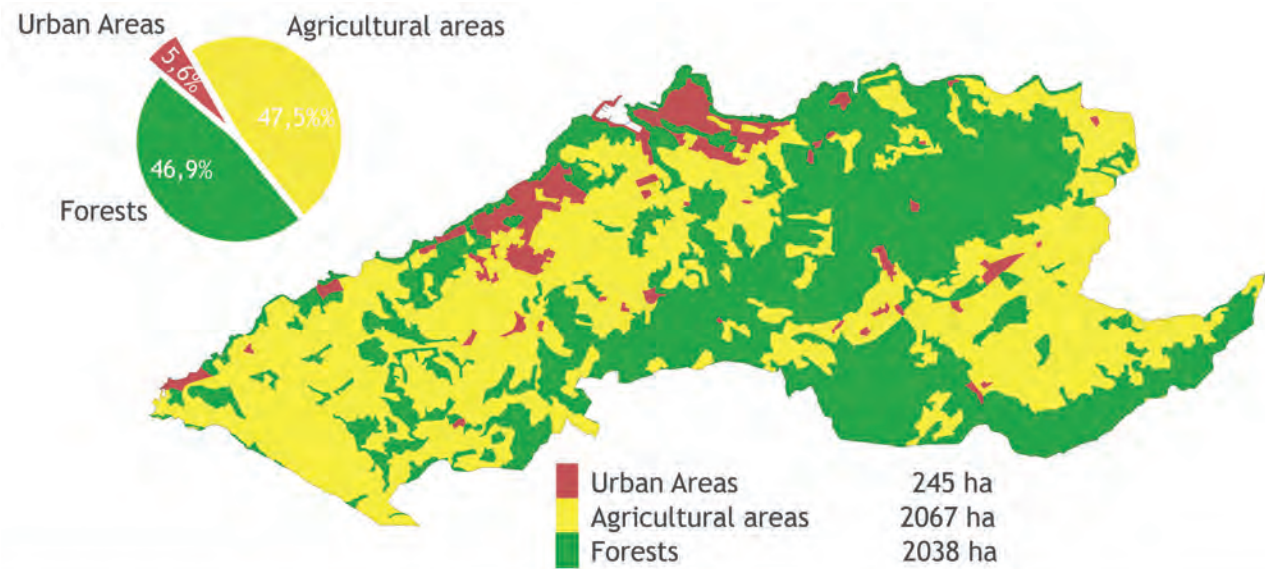 Urban Areas
Agricultural areas
5,6%
47,5%%
46,9%
Forests
Urban Areas 245 ha
Agricultural areas 2067 ha
Forests 2038 ha